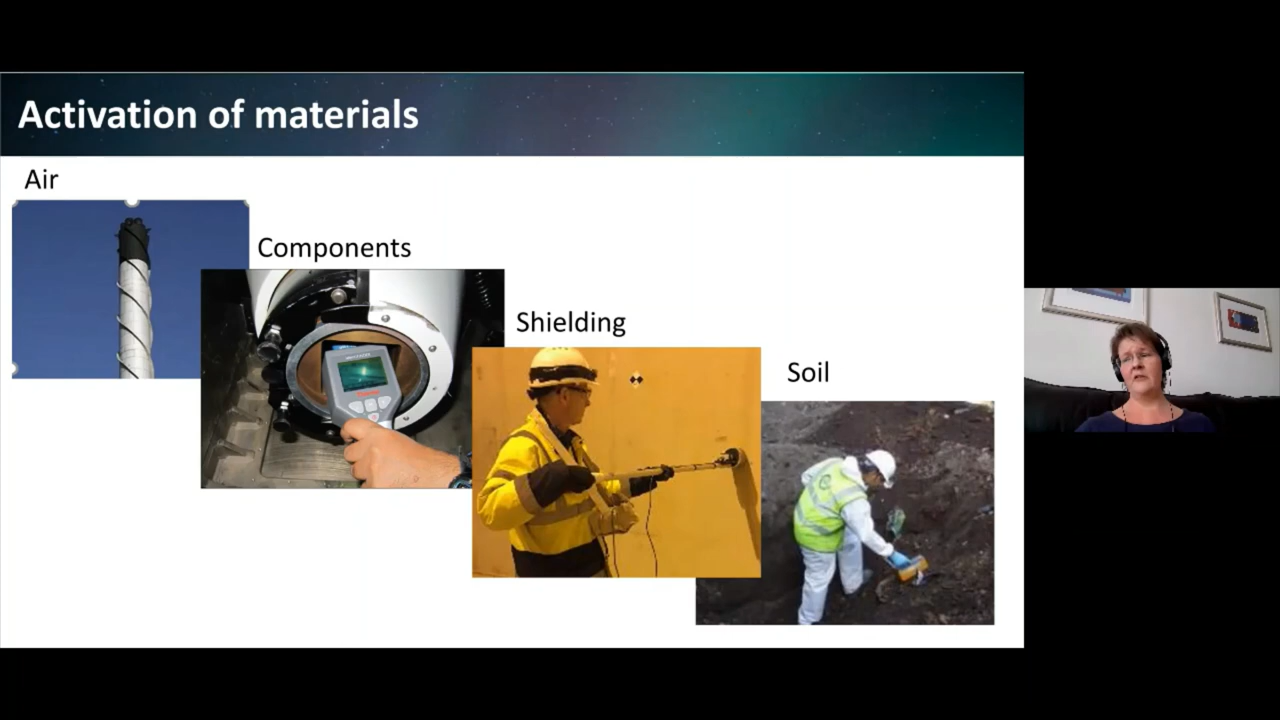 Activation of materials
Air
Components
Shielding
Soil